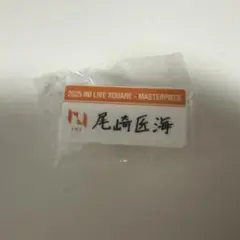 2025 INI LIVE XQUARE - MASTERPIECE
尾崎匠海